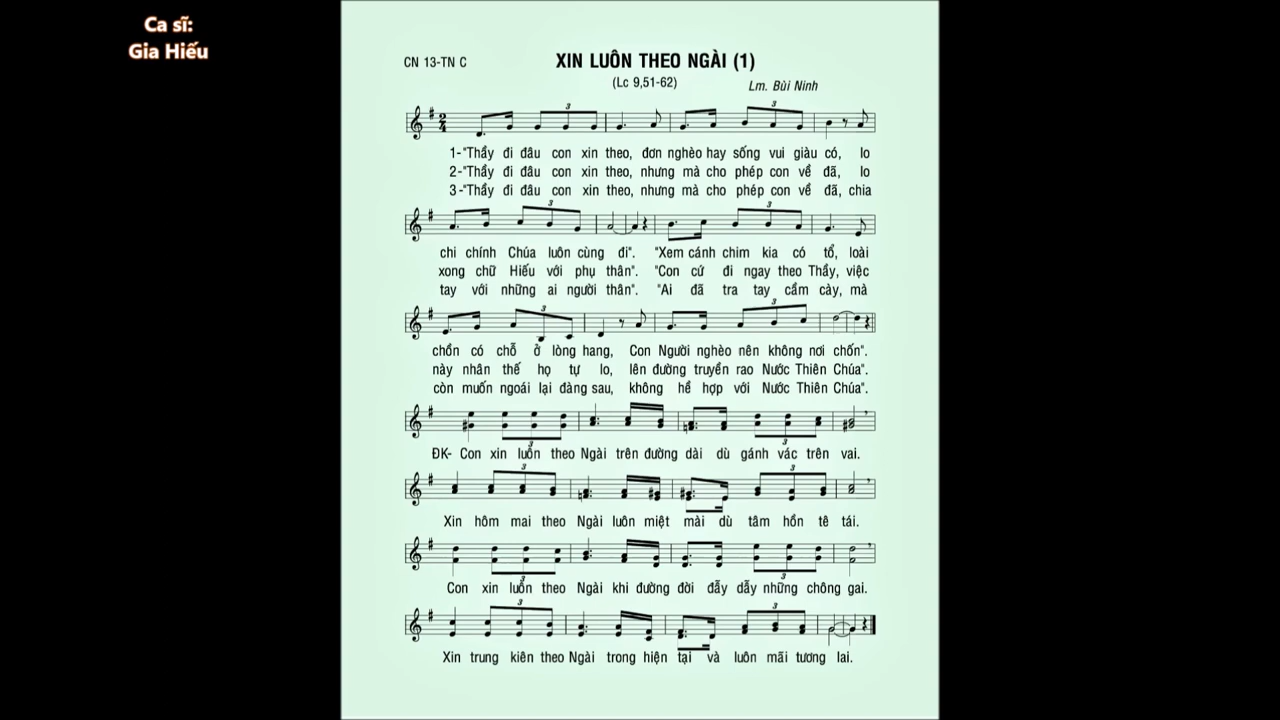 Ca sĩ:
Gia Hiếu
CN 13-TN C
XIN LUÔN THEO NGÀI (1)
(Lc 9,51-62)
Lm. Bùi Ninh
1-"Thầy đi đâu con xin theo, đơn nghèo hay sống vui giàu có, lo
2-"Thầy đi đâu con xin theo, nhưng mà cho phép con về đã, lo
3-"Thầy đi đâu con xin theo, nhưng mà cho phép con về đã, chia
chi chính Chúa luôn cùng đi". "Xem cánh chim kia có tổ, loài
xong chữ Hiếu với phụ thân". "Con cứ đi ngay theo Thầy, việc
tay với những ai người thân". "Ai đã tra tay cầm cày, mà
chồn có chỗ ở lòng hang, Con Người nghèo nên không nơi chốn".
này nhân thế họ tự lo, lên đường truyền rao Nước Thiên Chúa".
còn muốn ngoái lại đàng sau, không hề hợp với Nước Thiên Chúa".
ĐK- Con xin luôn theo Ngài trên đường dài dù gánh vác trên vai.
Xin hôm mai theo Ngài luôn miệt mài dù tâm hồn tê tái.
Con xin luôn theo Ngài khi đường đời đẫy dẫy những chông gai.
Xin trung kiên theo Ngài trong hiện tại và luôn mãi tương lai.